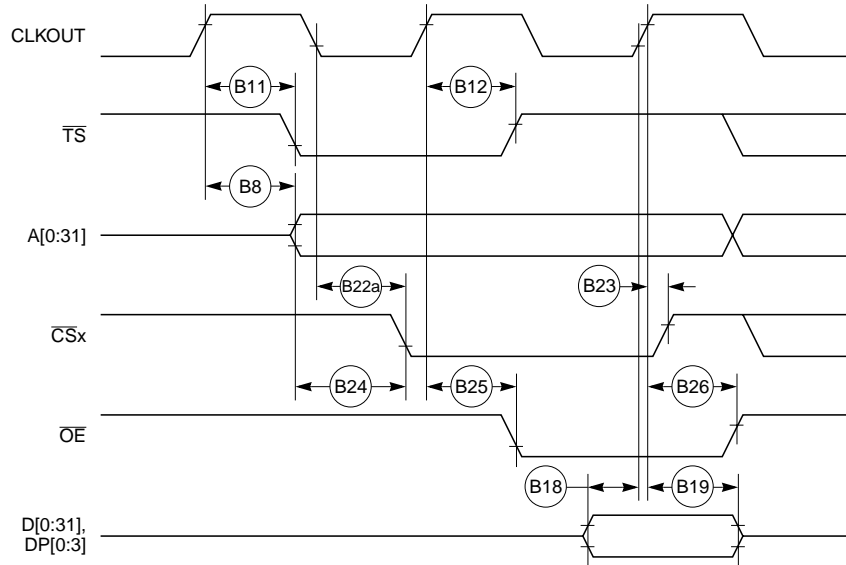 CLKOUT
B11
B12
TS
B8
A[0:31]
B22a
B23
CSx
B24
B25
B26
OE
B18
B19
D[0:31],
DP[0:3]